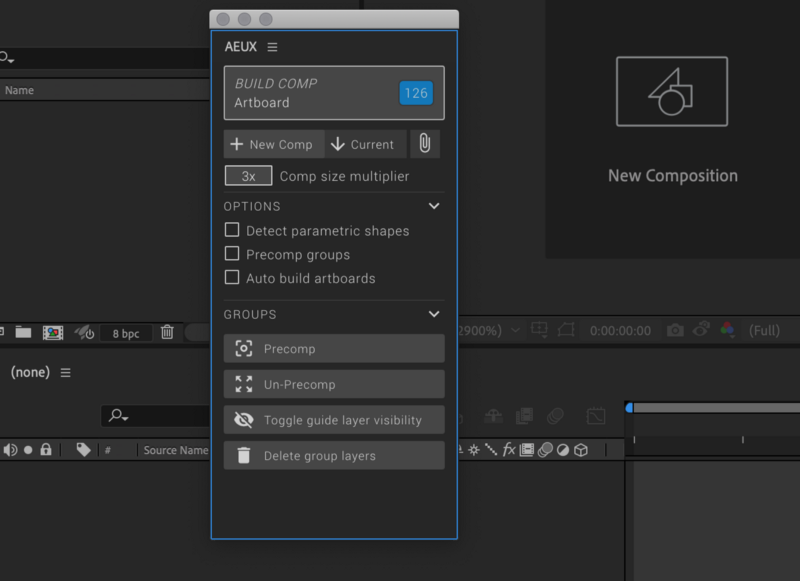 AEUX
BUILD COMP
Artboard
126
New Comp
Current
3x
Comp size multiplier
OPTIONS
Detect parametric shapes
Precomp groups
Auto build artboards
GROUPS
Precomp
Un-Precomp
Toggle guide layer visibility
Delete group layers
Name
New Composition
8 bpc
2900%)
0:00:00:00
(Full)
(none)
#
Source Name
fx